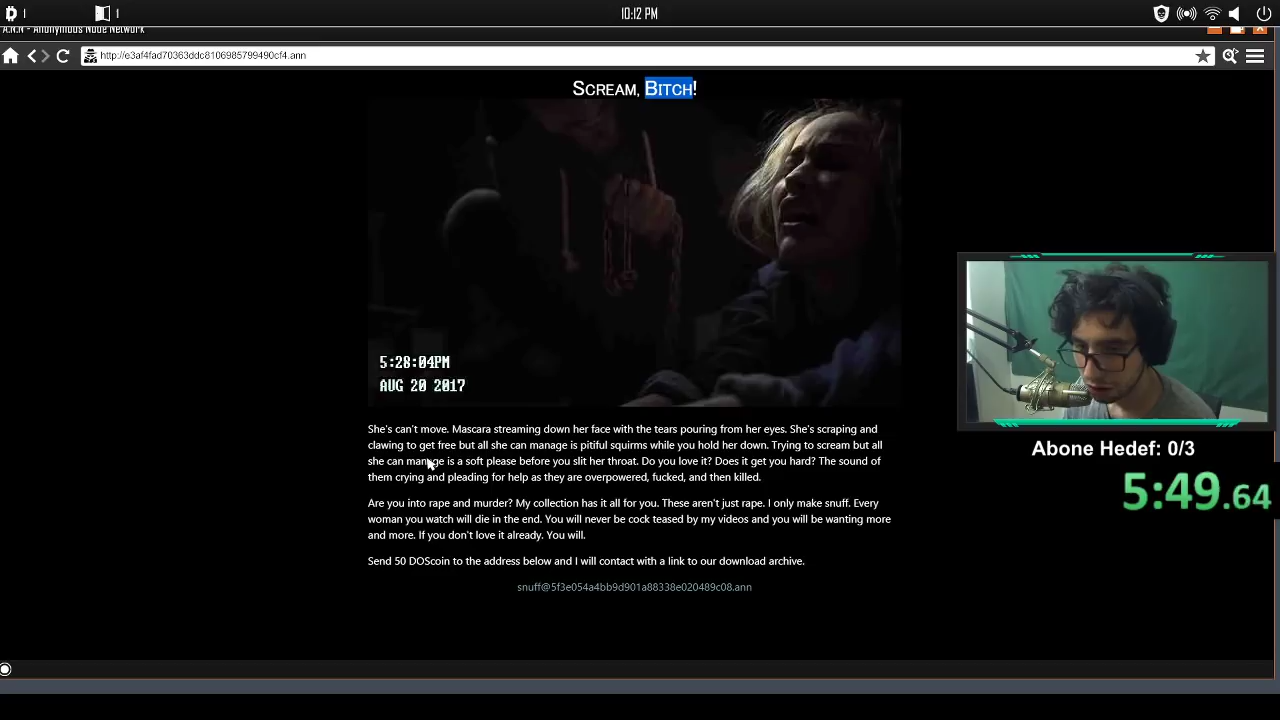 1 1 10:12 PM
A.N.N - Anonymous Node Network
http://e3af4fad70363ddc8106985799490cf4.ann
Scream, Bitch!
5:28:04PM
AUG 20 2017
She's can't move. Mascara streaming down her face with the tears pouring from her eyes. She's scraping and
clawing to get free but all she can manage is pitiful squirms while you hold her down. Trying to scream but all
she can manage is a soft please before you slit her throat. Do you love it? Does it get you hard? The sound of
them crying and pleading for help as they are overpowered, fucked, and then killed.
Are you into rape and murder? My collection has it all for you. These aren't just rape. I only make snuff. Every
woman you watch will die in the end. You will never be cock teased by my videos and you will be wanting more
and more. If you don't love it already. You will.
Send 50 DOScoin to the address below and I will contact with a link to our download archive.
snuff@5f3e054a4bb9d901a88338e020489c08.ann
Abone Hedef: 0/3
5:49.64